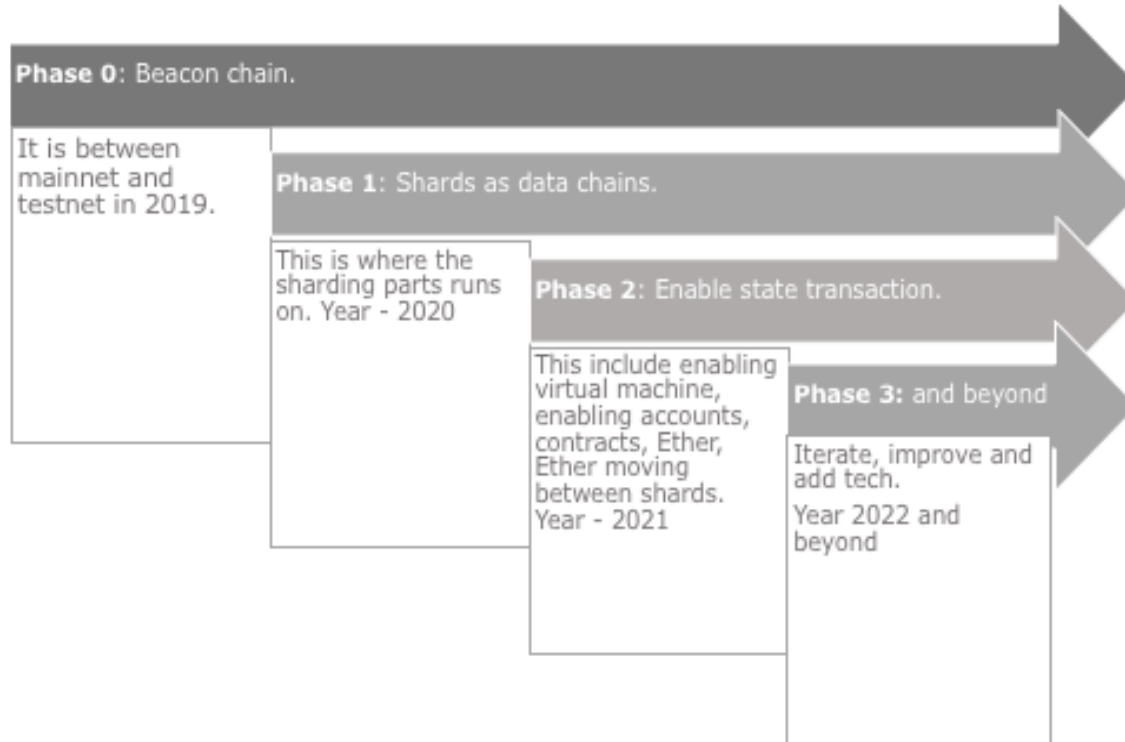 Phase 0: Beacon chain.
It is between
mainnet and
testnet in 2019.
Phase 1: Shards as data chains.
This is where the
sharding parts runs
on. Year - 2020
Phase 2: Enable state transaction.
This include enabling
virtual machine,
enabling accounts,
contracts, Ether,
Ether moving
between shards.
Year - 2021
Phase 3: and beyond
Iterate, improve and
add tech.
Year 2022 and
beyond